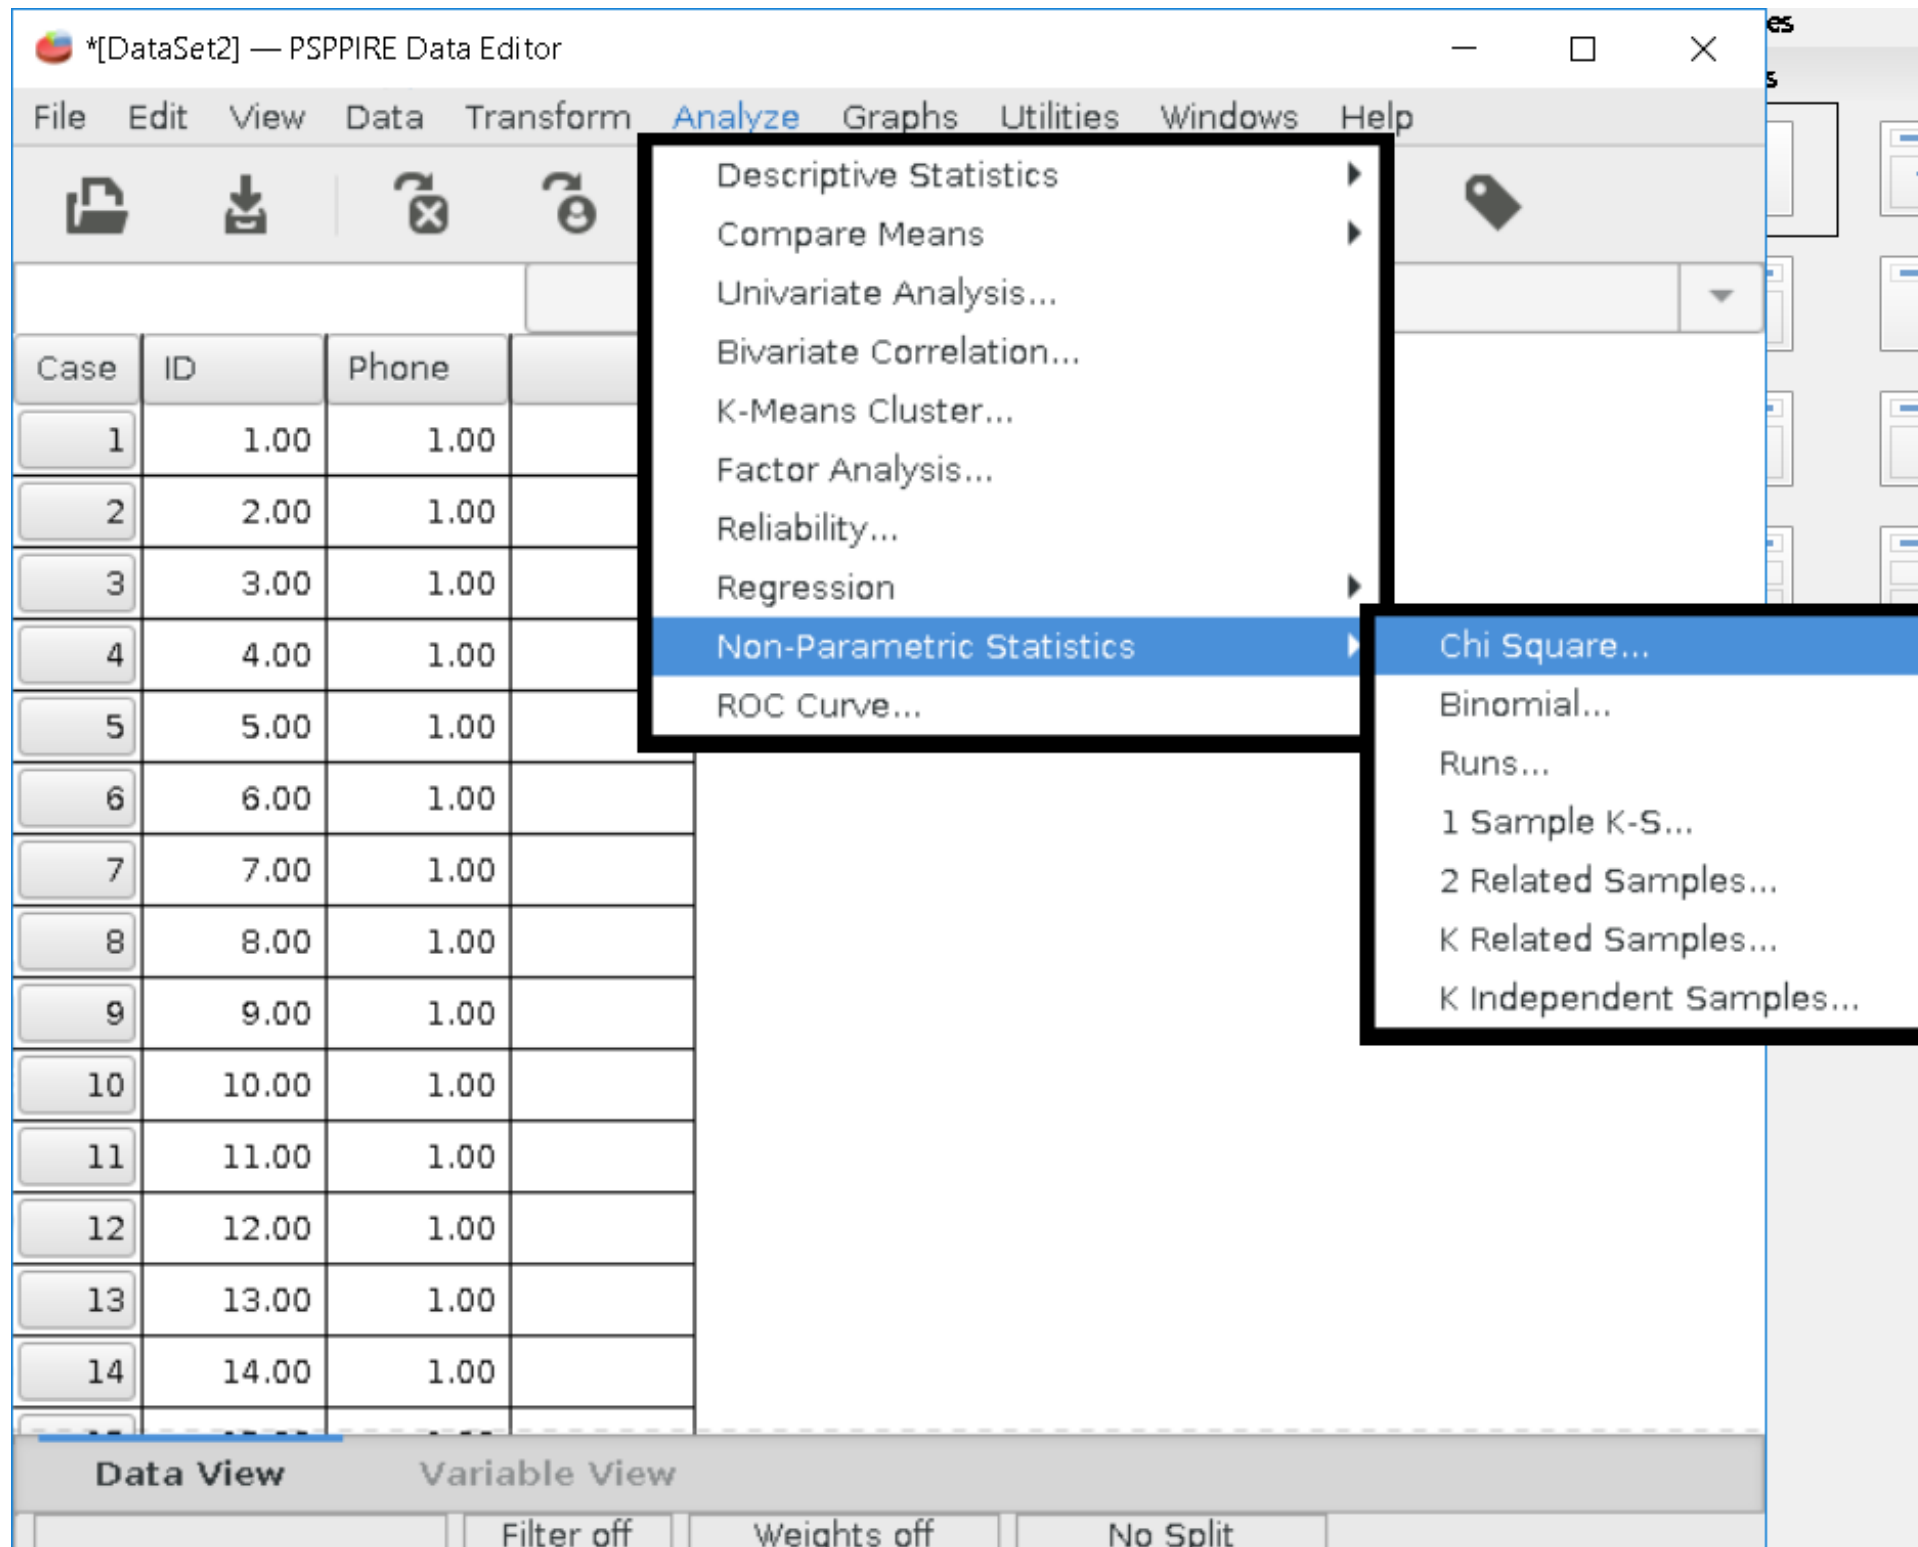 *[DataSet2] — PSPPIRE Data Editor
File Edit View Data Transform Analyze Graphs Utilities Windows Help
Descriptive Statistics
Compare Means
Univariate Analysis...
Bivariate Correlation...
K-Means Cluster...
Factor Analysis...
Reliability...
Regression
Non-Parametric Statistics
ROC Curve...
Chi Square...
Binomial...
Runs...
1 Sample K-S...
2 Related Samples...
K Related Samples...
K Independent Samples...
Case ID Phone
1 1.00 1.00
2 2.00 1.00
3 3.00 1.00
4 4.00 1.00
5 5.00 1.00
6 6.00 1.00
7 7.00 1.00
8 8.00 1.00
9 9.00 1.00
10 10.00 1.00
11 11.00 1.00
12 12.00 1.00
13 13.00 1.00
14 14.00 1.00
Data View Variable View
Filter off Weights off No Split